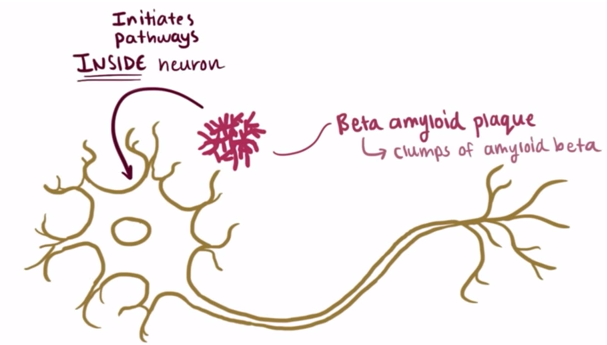 Initiates
pathways
INSIDE neuron
Beta amyloid plaque
clumps of amyloid beta